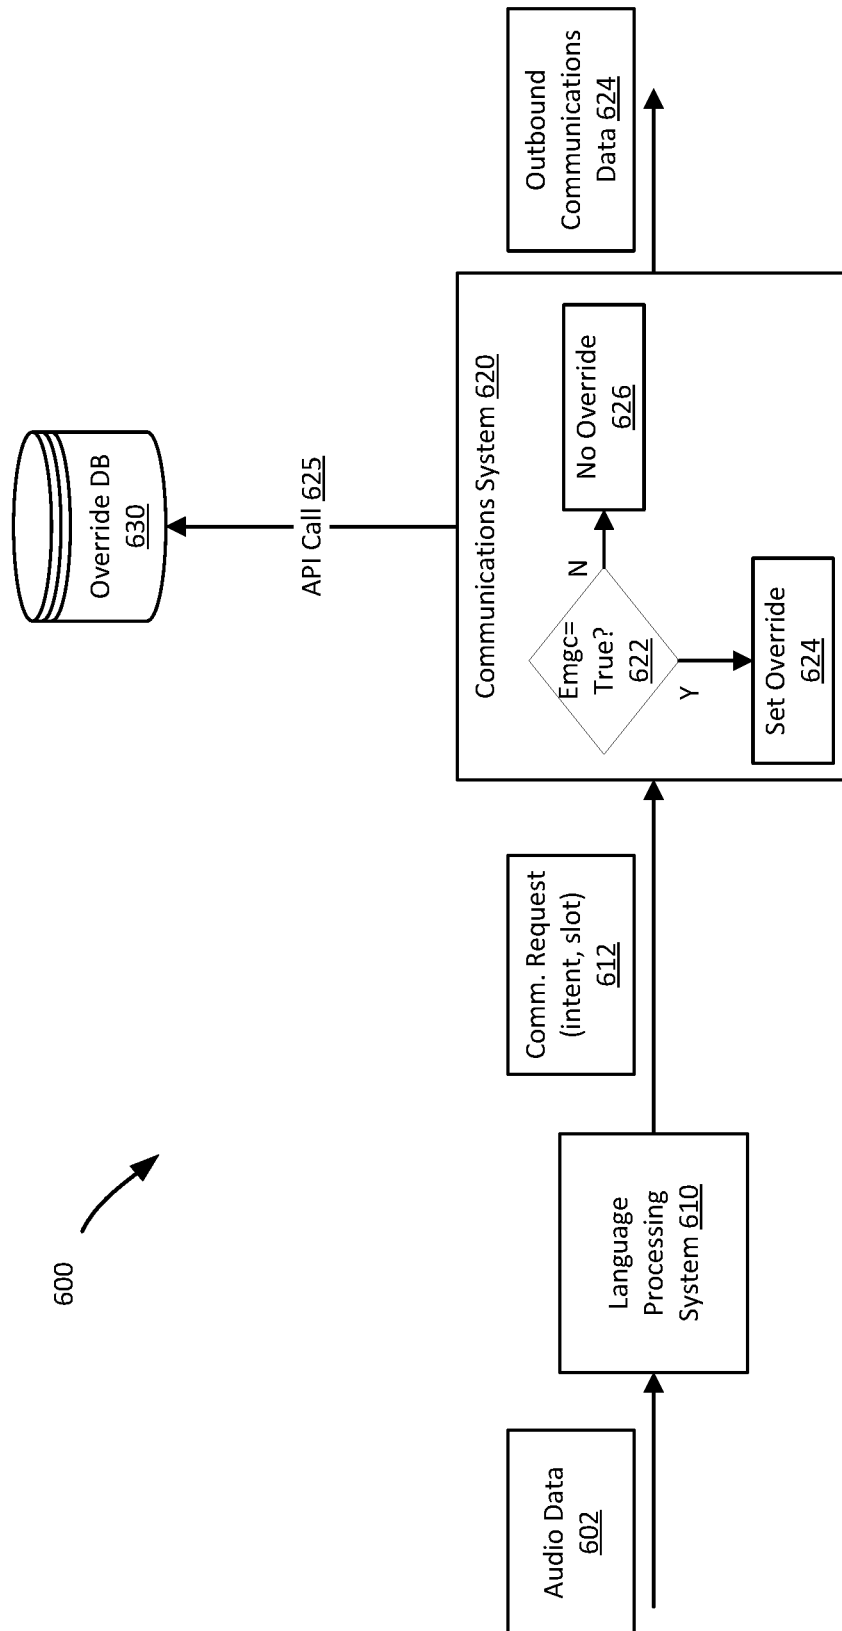 600
Override DB
630
API Call 625
Audio Data
602
Language
Processing
System 610
Comm. Request
(intent, slot)
612
Communications System 620
Emgc=
True?
622
N
No Override
626
Y
Set Override
624
Outbound
Communications
Data 624